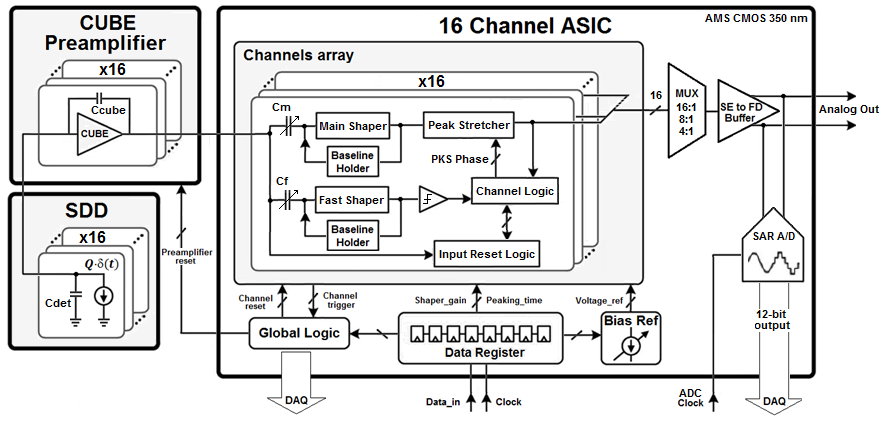 CUBE
Preamplifier
x16
Ccube
CUBE
SDD
x16
Q·δ(t)
Cdet
Preamplifier
reset
16 Channel ASIC
AMS CMOS 350 nm
Channels array
x16
Cm
Main Shaper
Peak Stretcher
Baseline
Holder
PKS Phase
Cf
Fast Shaper
Channel Logic
Baseline
Holder
Input Reset Logic
16
MUX
16:1
8:1
4:1
SE to FD
Buffer
Analog Out
SAR A/D
12-bit
output
Channel
reset
Channel
trigger
Shaper_gain
Peaking_time
Voltage_ref
Global Logic
Data Register
Bias Ref
DAQ
Data_in
Clock
ADC
Clock
DAQ